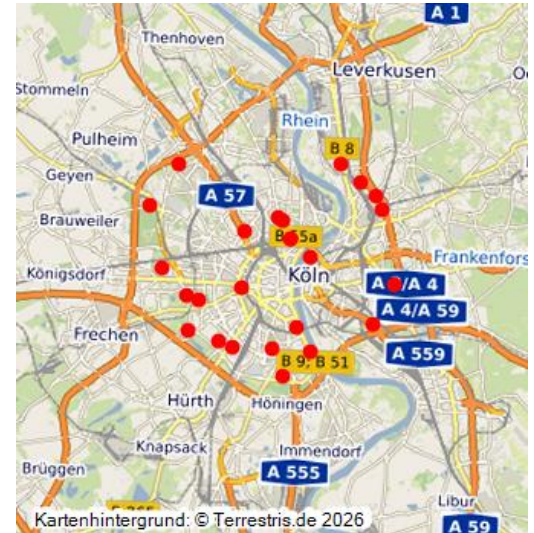 A 1
Thenhoven
Leverkusen
Stommeln
Rhein
Pulheim
B 8
Geyen
A 57
Brauweiler
Frankenfors
Königsdorf
Köln
A 4
A 4/A 59
Frechen
A 559
B 9, B 51
Hürth
Höningen
Knapsack
Immendorf
Brüggen
A 555
Libur
Kartenhintergrund: © Terrestris.de 2026
A 59